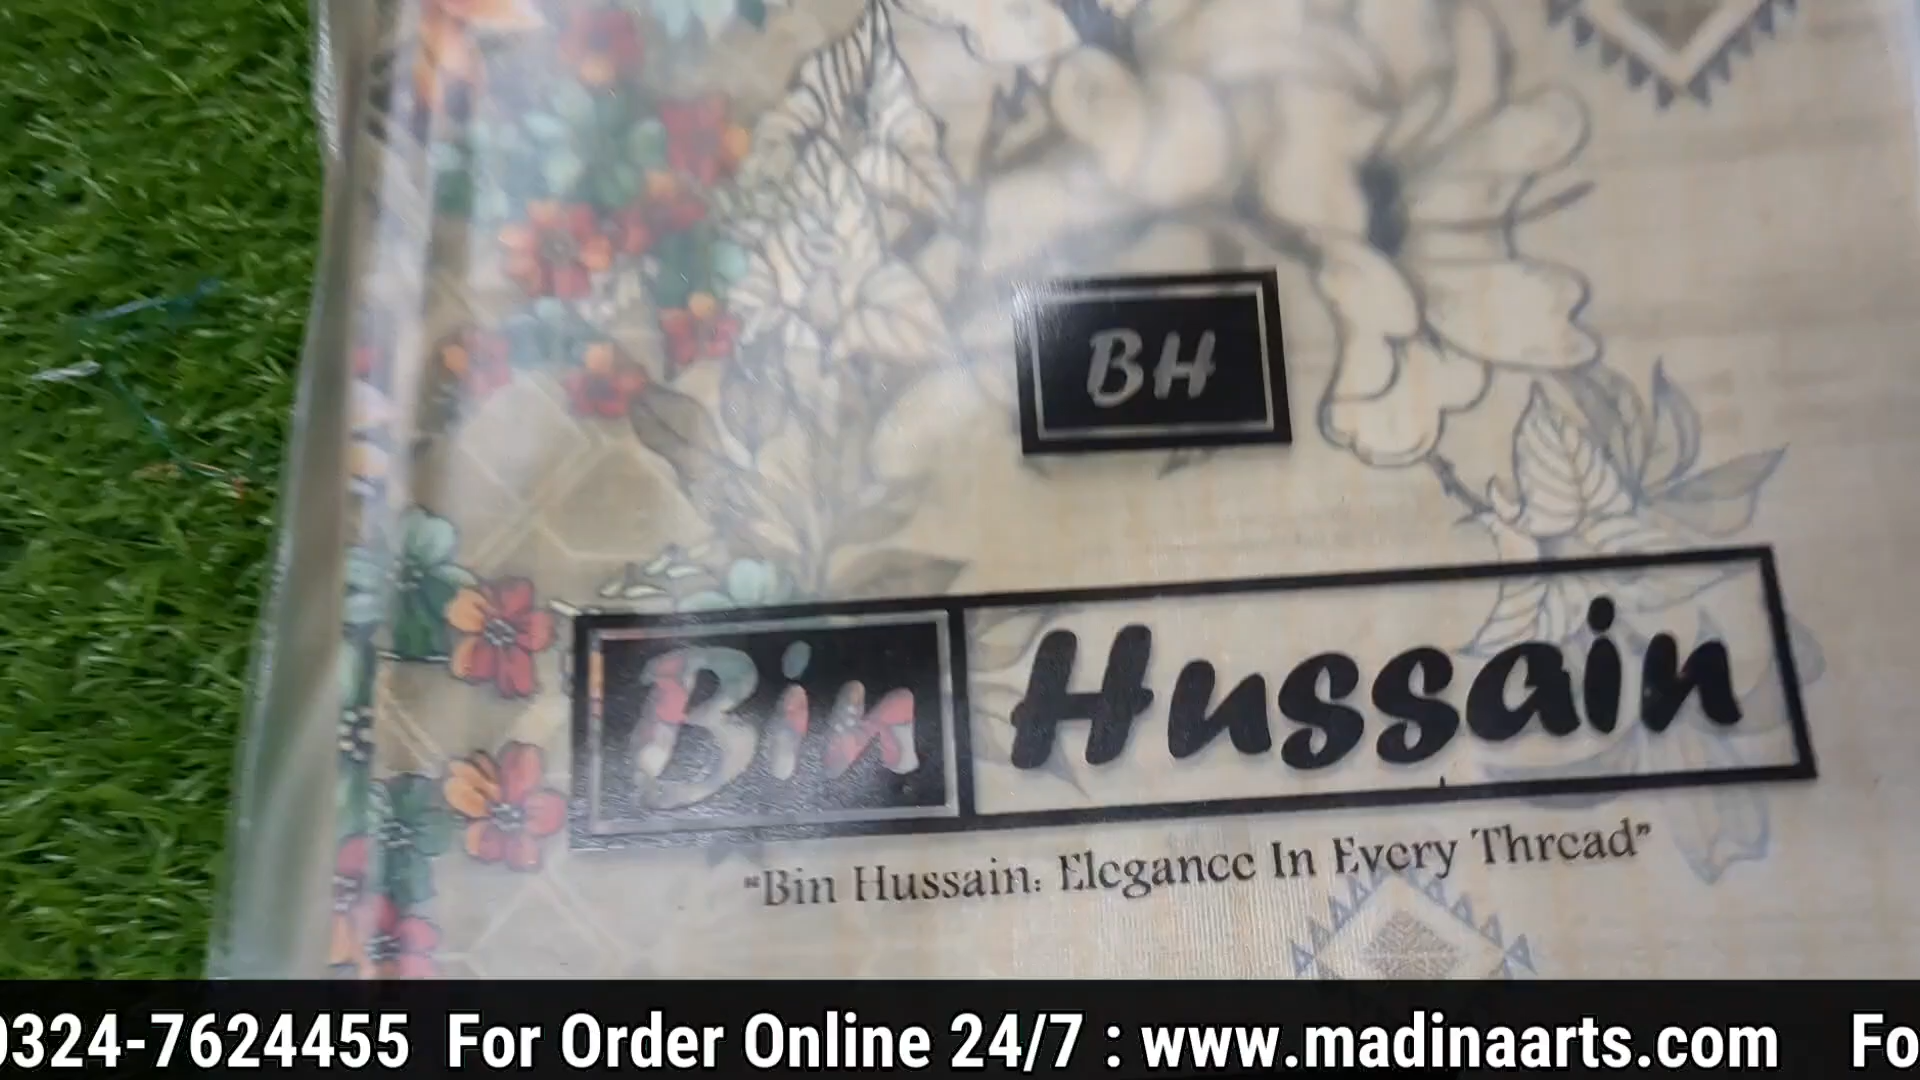 BH
Bin Hussain
"Bin Hussain: Elegance In Every Thread"
0324-7624455 For Order Online 24/7 : www.madinaarts.com Fo